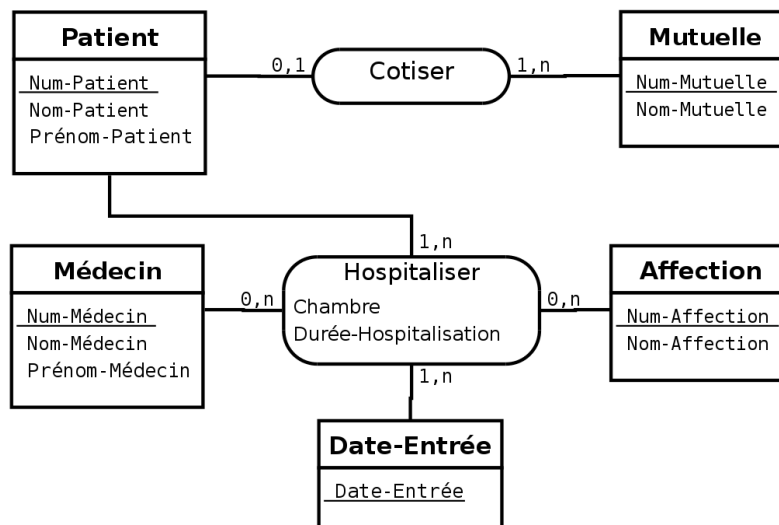 Patient
Num-Patient
Nom-Patient
Prénom-Patient
0,1
Cotiser
1,n
Mutuelle
Num-Mutuelle
Nom-Mutuelle
1,n
Médecin
Num-Médecin
Nom-Médecin
Prénom-Médecin
0,n
Hospitaliser
Chambre
Durée-Hospitalisation
0,n
Affection
Num-Affection
Nom-Affection
1,n
Date-Entrée
Date-Entrée